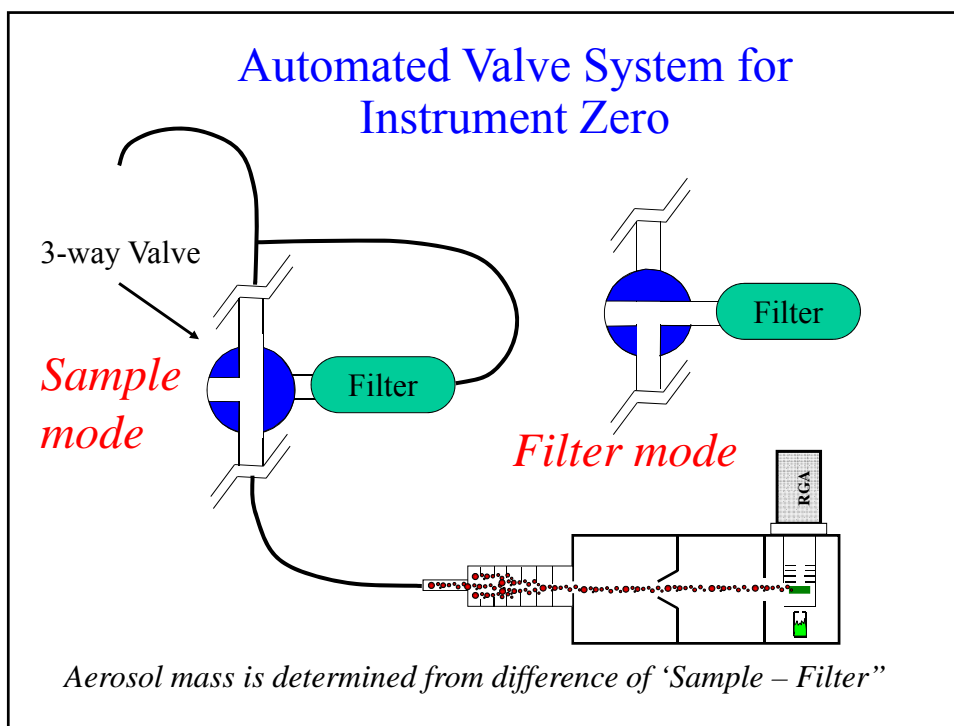 Automated Valve System for
Instrument Zero
3-way Valve
Sample
mode
Filter
Filter
Filter mode
RGA
Aerosol mass is determined from difference of ‘Sample – Filter”